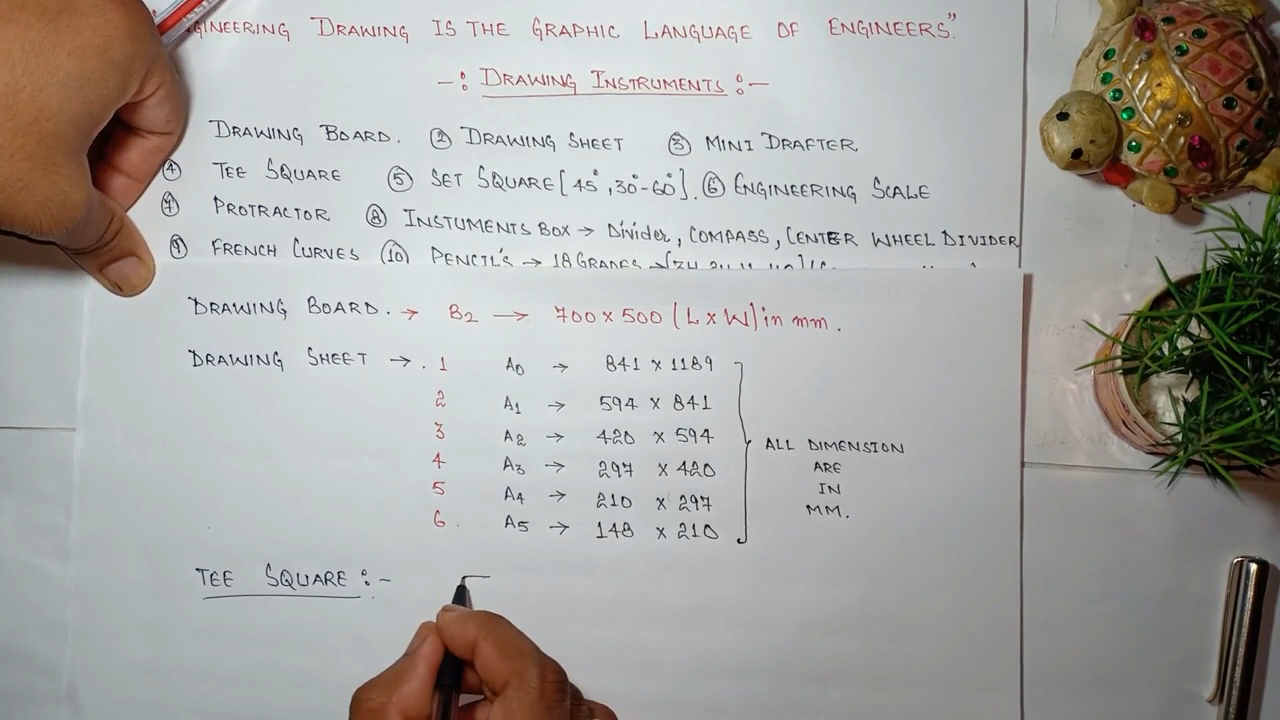 GINEERING DRAWING IS THE GRAPHIC LANGUAGE OF ENGINEERS."
-: DRAWING INSTRUMENTS :-
DRAWING BOARD. ② DRAWING SHEET ③ MINI DRAFTER
④ TEE SQUARE ⑤ SET SQUARE [45°, 30°-60°]. ⑥ ENGINEERING SCALE
⑦ PROTRACTOR ⑧ INSTUMENTS BOX → Divider, COMPASS, CENTER WHEEL DIVIDER
⑨ FRENCH CURVES ⑩ PENCIL'S → 18 GRADES →
DRAWING BOARD. → B2 → 700 x 500 (L x W) in mm.
DRAWING SHEET → . 1 A0 → 841 x 1189
2 A1 → 594 x 841
3 A2 → 420 x 594
4 A3 → 297 x 420
5 A4 → 210 x 297
6. A5 → 148 x 210
ALL DIMENSION
ARE
IN
MM.
TEE SQUARE :-